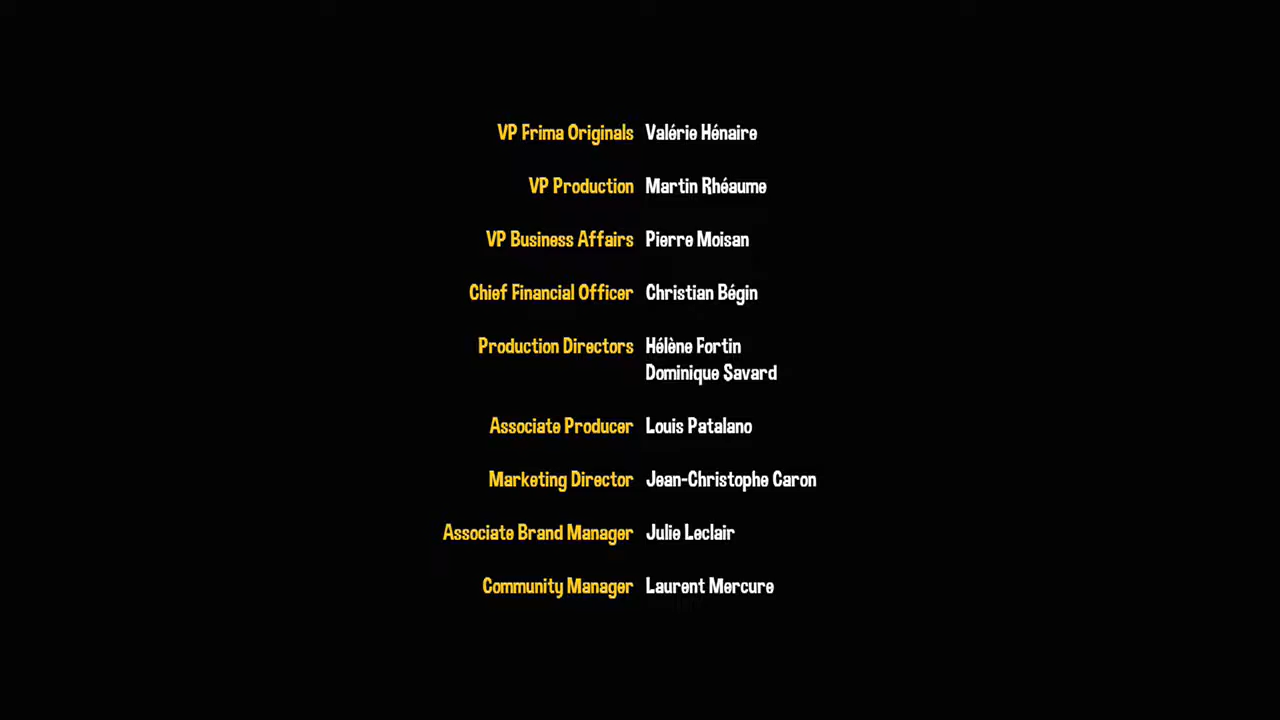 VP Frima Originals Valérie Hénaire
VP Production Martin Rhéaume
VP Business Affairs Pierre Moisan
Chief Financial Officer Christian Bégin
Production Directors Hélène Fortin
Dominique Savard
Associate Producer Louis Patalano
Marketing Director Jean-Christophe Caron
Associate Brand Manager Julie Leclair
Community Manager Laurent Mercure